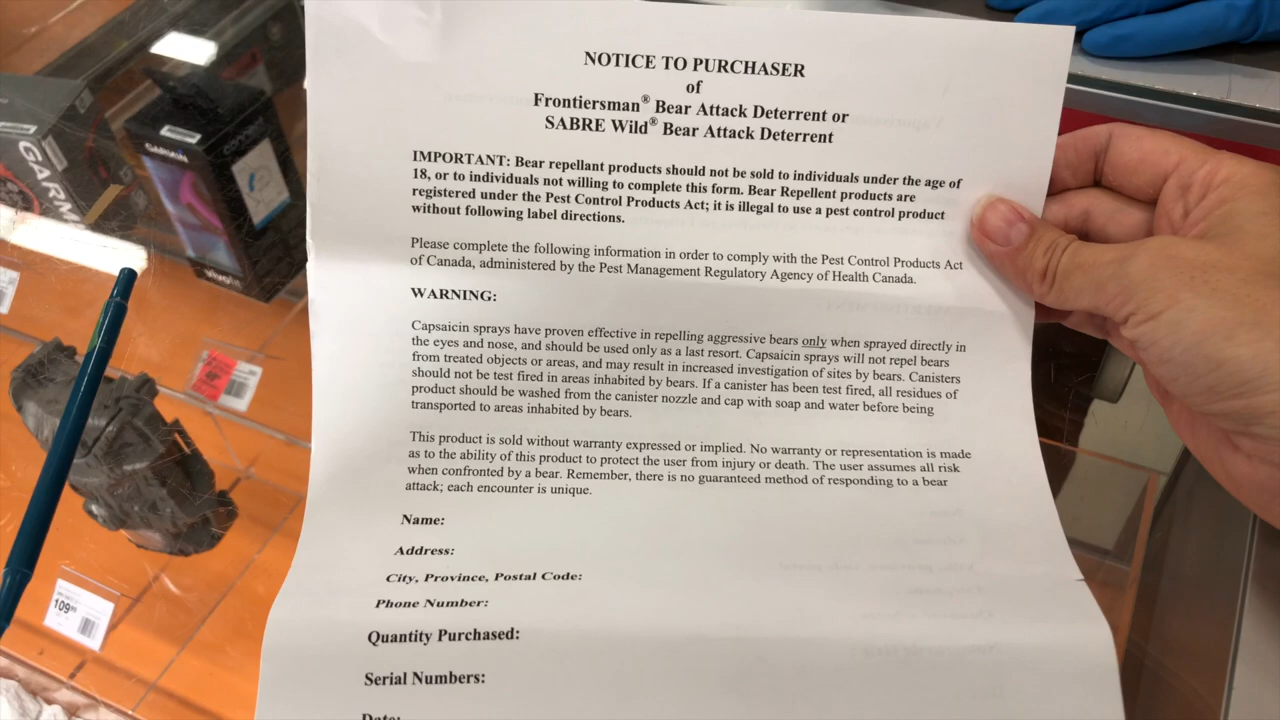 NOTICE TO PURCHASER
of
Frontiersman® Bear Attack Deterrent or
SABRE Wild® Bear Attack Deterrent
IMPORTANT: Bear repellant products should not be sold to individuals under the age of
18, or to individuals not willing to complete this form. Bear Repellent products are
registered under the Pest Control Products Act; it is illegal to use a pest control product
without following label directions.
Please complete the following information in order to comply with the Pest Control Products Act
of Canada, administered by the Pest Management Regulatory Agency of Health Canada.
WARNING:
Capsaicin sprays have proven effective in repelling aggressive bears only when sprayed directly in
the eyes and nose, and should be used only as a last resort. Capsaicin sprays will not repel bears
from treated objects or areas, and may result in increased investigation of sites by bears. Canisters
should not be test fired in areas inhabited by bears. If a canister has been test fired, all residues of
product should be washed from the canister nozzle and cap with soap and water before being
transported to areas inhabited by bears.
This product is sold without warranty expressed or implied. No warranty or representation is made
as to the ability of this product to protect the user from injury or death. The user assumes all risk
when confronted by a bear. Remember, there is no guaranteed method of responding to a bear
attack; each encounter is unique.
Name:
Address:
City, Province, Postal Code:
Phone Number:
Quantity Purchased:
Serial Numbers:
Date:
GARM
GARMIN
vívofit
109 99